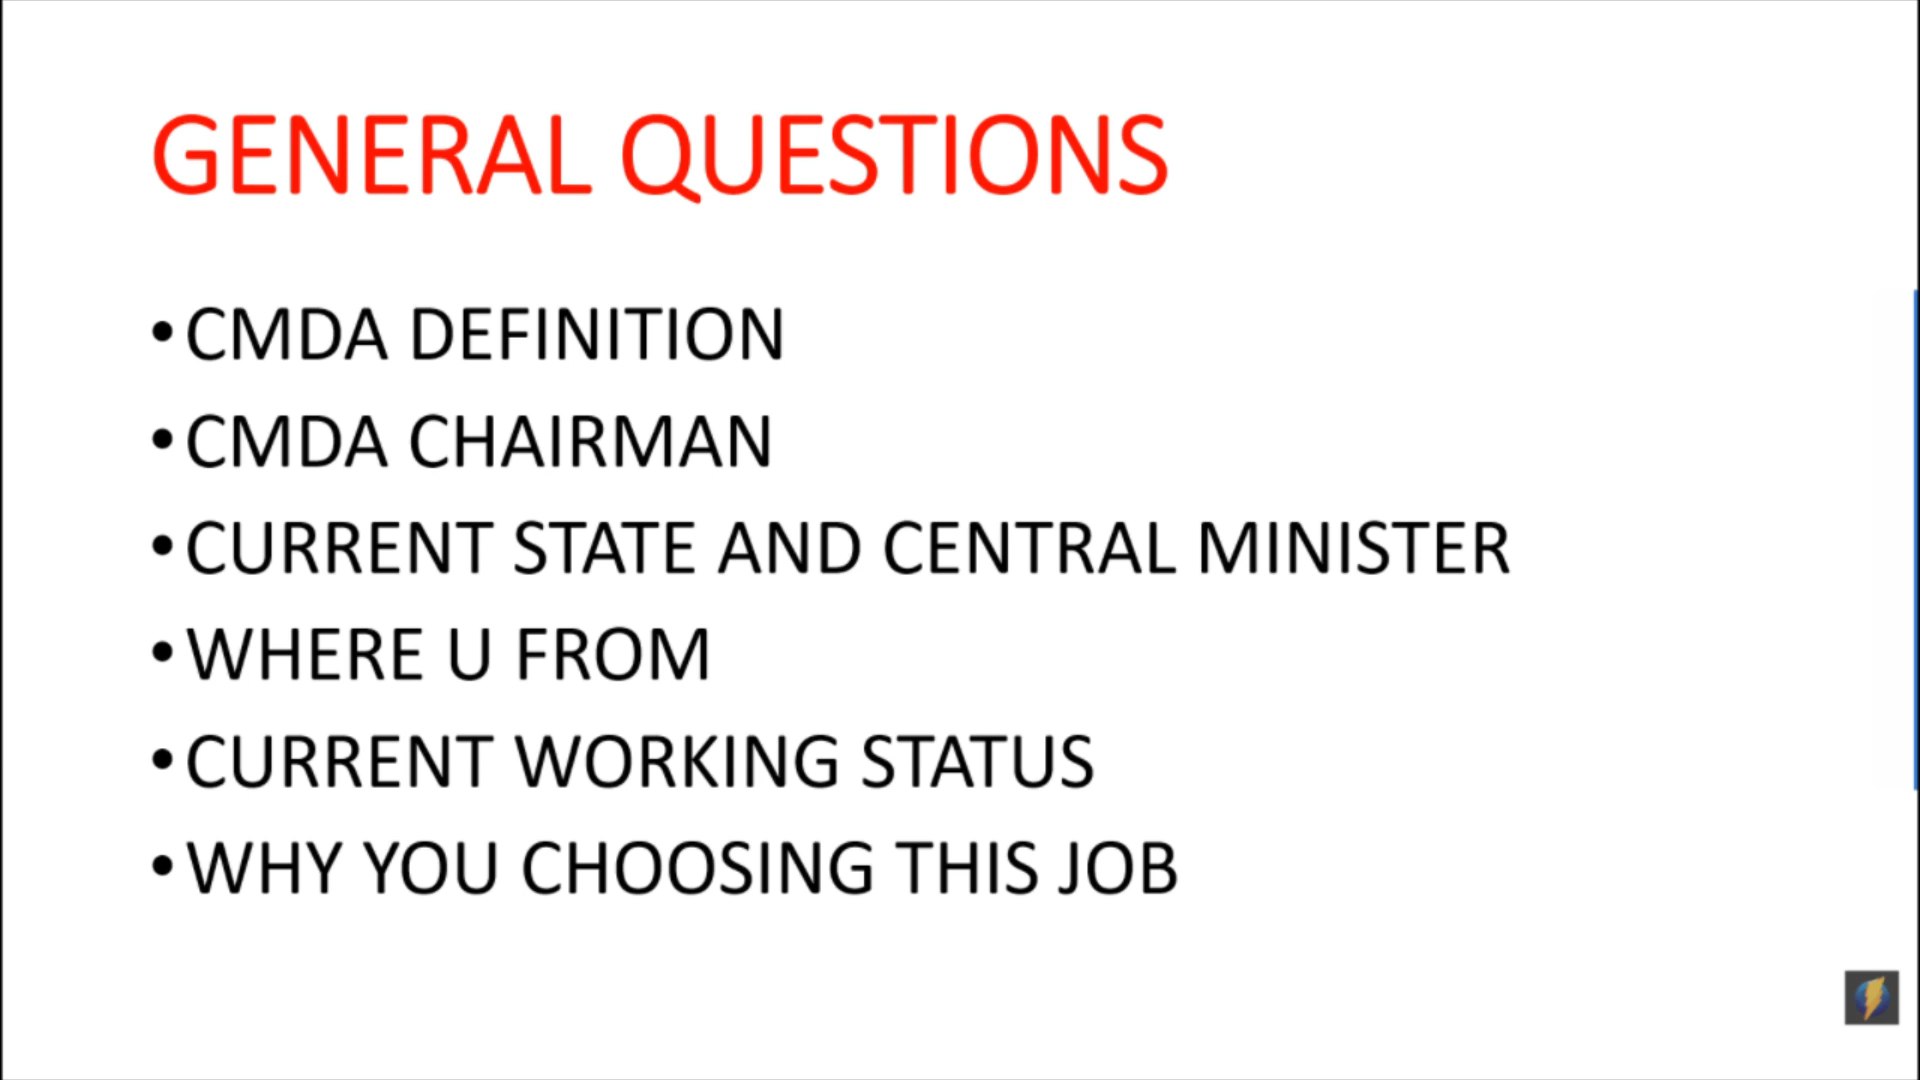 GENERAL QUESTIONS
• CMDA DEFINITION
• CMDA CHAIRMAN
• CURRENT STATE AND CENTRAL MINISTER
• WHERE U FROM
• CURRENT WORKING STATUS
• WHY YOU CHOOSING THIS JOB